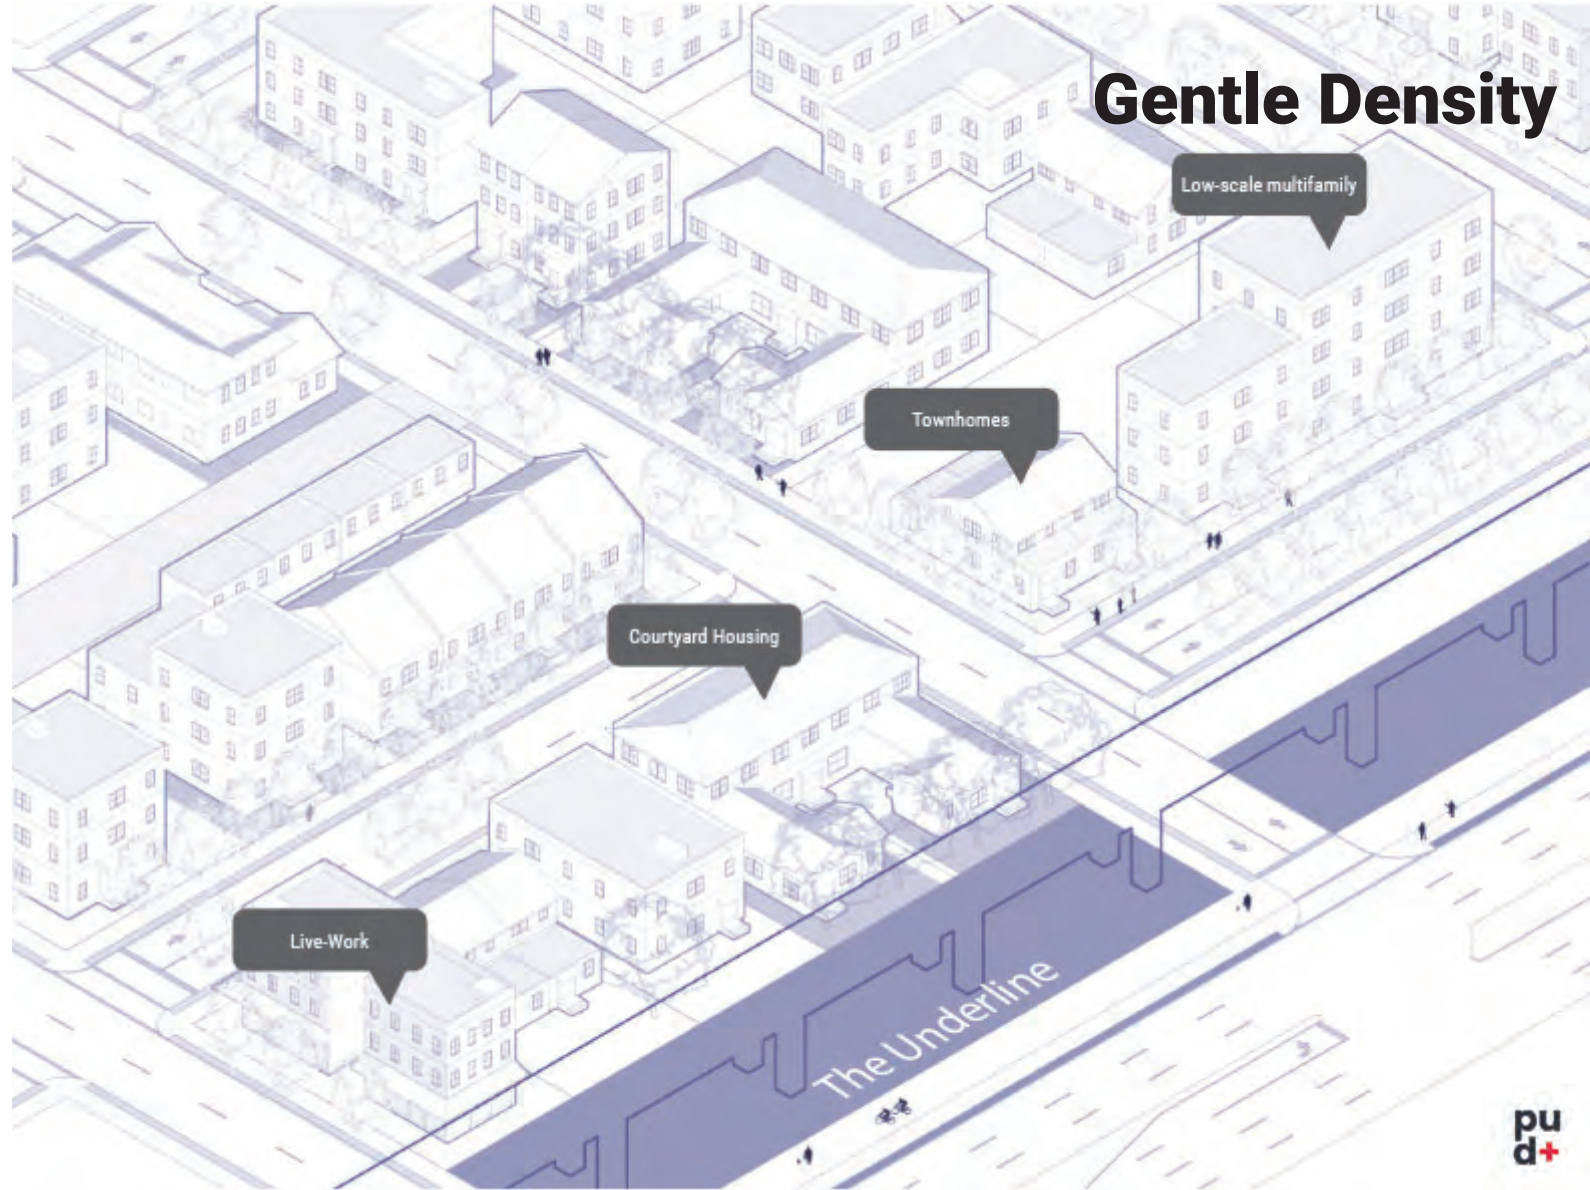 Gentle Density
Low-scale multifamily
Townhomes
Courtyard Housing
Live-Work
The Underline
pu
d+